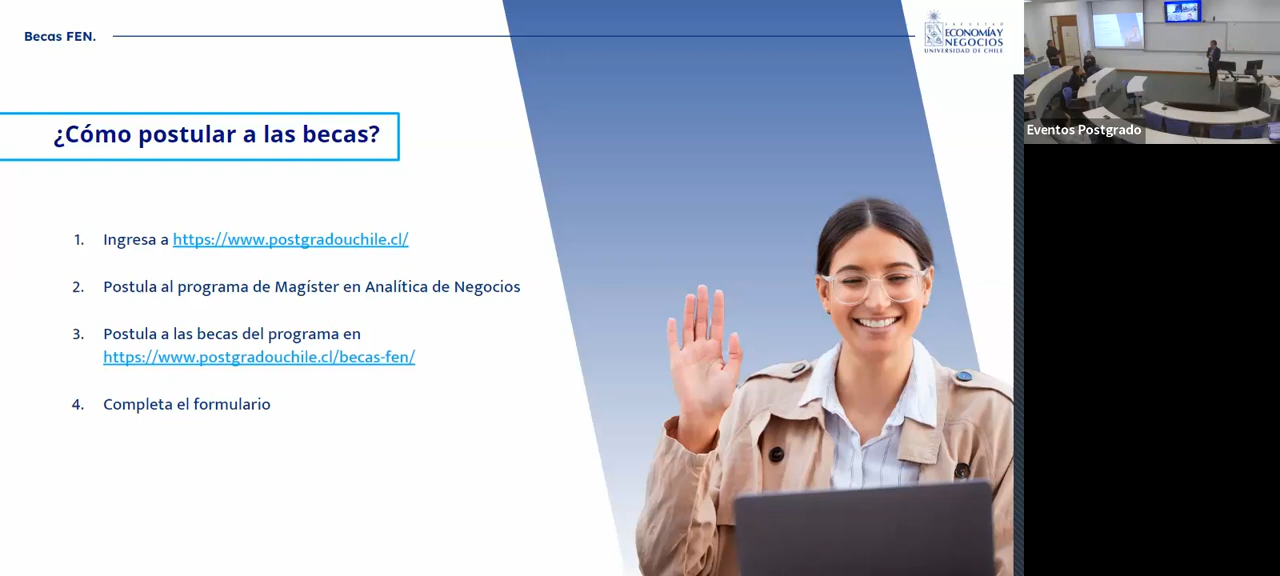 Becas FEN.
FACULTAD
ECONOMÍA Y
NEGOCIOS
UNIVERSIDAD DE CHILE
Eventos Postgrado
¿Cómo postular a las becas?
1. Ingresa a https://www.postgradouchile.cl/
2. Postula al programa de Magíster en Analítica de Negocios
3. Postula a las becas del programa en
https://www.postgradouchile.cl/becas-fen/
4. Completa el formulario